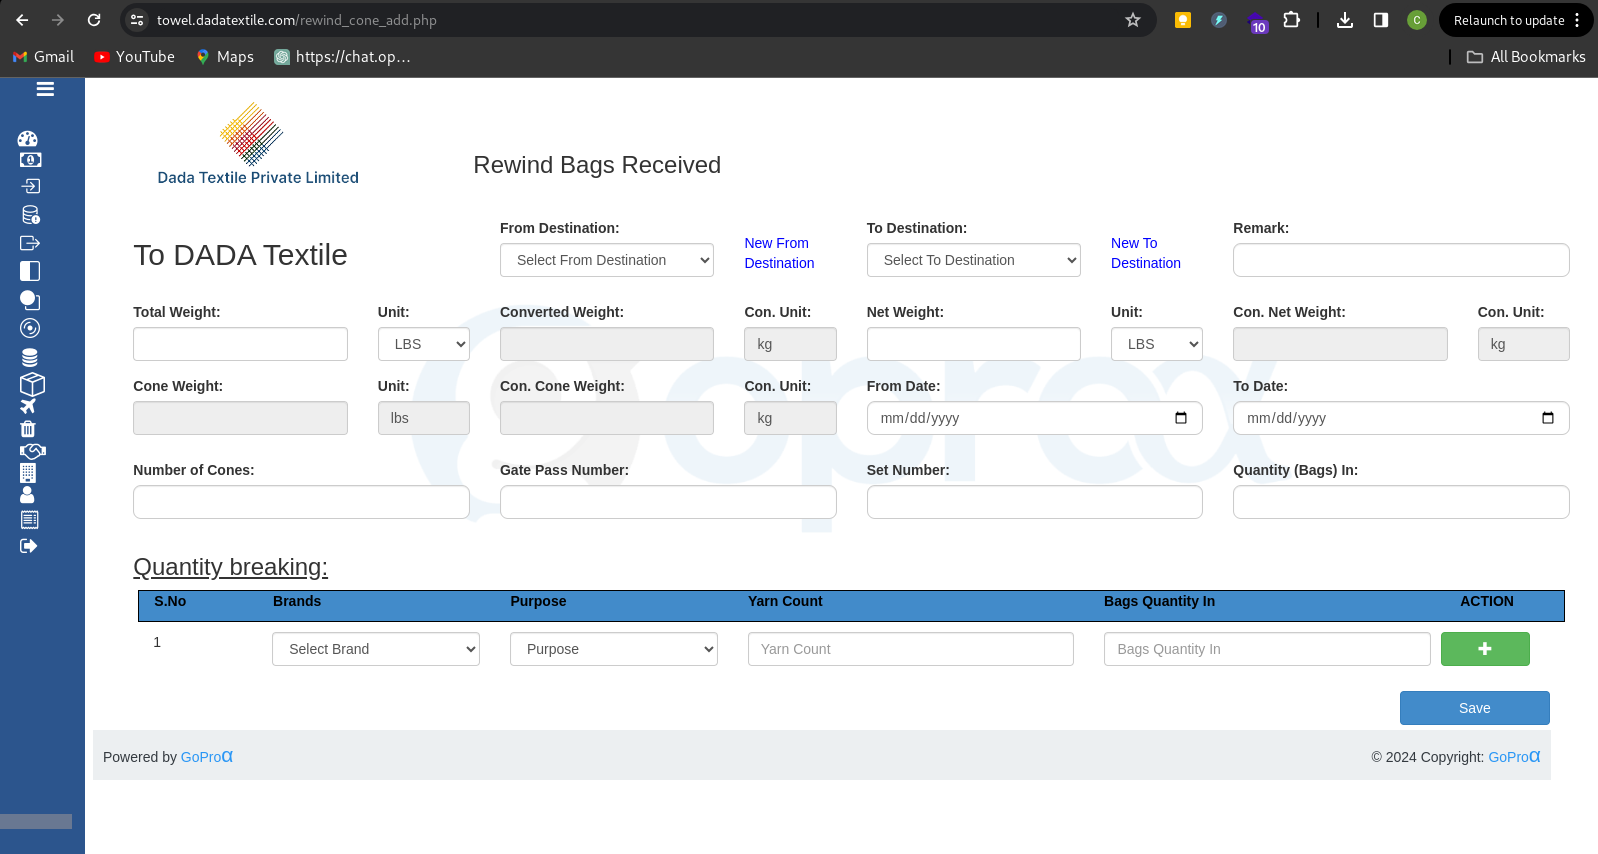 towel.dadatextile.com/rewind_cone_add.php
10
C
Relaunch to update
Gmail
YouTube
Maps
https://chat.op...
All Bookmarks
Dada Textile Private Limited
Rewind Bags Received
To DADA Textile
From Destination:
Select From Destination
New From
Destination
To Destination:
Select To Destination
New To
Destination
Remark:
Total Weight:
Unit:
LBS
Converted Weight:
Con. Unit:
kg
Net Weight:
Unit:
LBS
Con. Net Weight:
Con. Unit:
kg
Cone Weight:
Unit:
lbs
Con. Cone Weight:
Con. Unit:
kg
From Date:
mm/dd/yyyy
To Date:
mm/dd/yyyy
Number of Cones:
Gate Pass Number:
Set Number:
Quantity (Bags) In:
goproα
Quantity breaking:
S.No Brands Purpose Yarn Count Bags Quantity In ACTION
1 Select Brand Purpose Yarn Count Bags Quantity In
Save
Powered by GoProα
© 2024 Copyright: GoProα